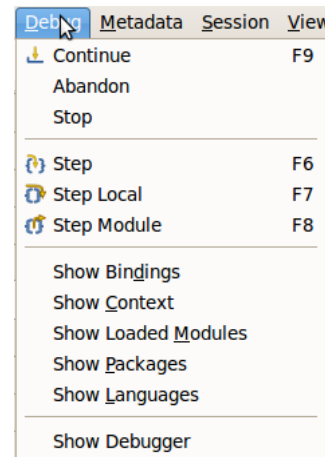 Debug Metadata Session View
Continue F9
Abandon
Stop
Step F6
Step Local F7
Step Module F8
Show Bindings
Show Context
Show Loaded Modules
Show Packages
Show Languages
Show Debugger